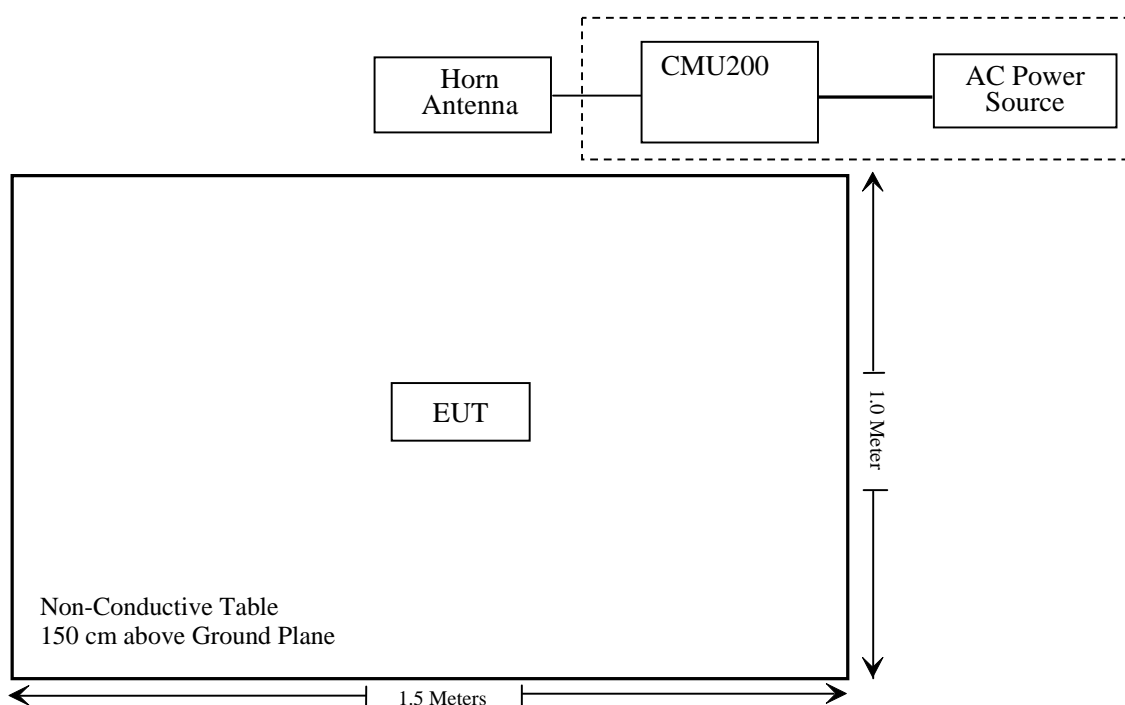 Horn
Antenna
CMU200
AC Power
Source
EUT
1.0 Meter
Non-Conductive Table
150 cm above Ground Plane
1.5 Meters